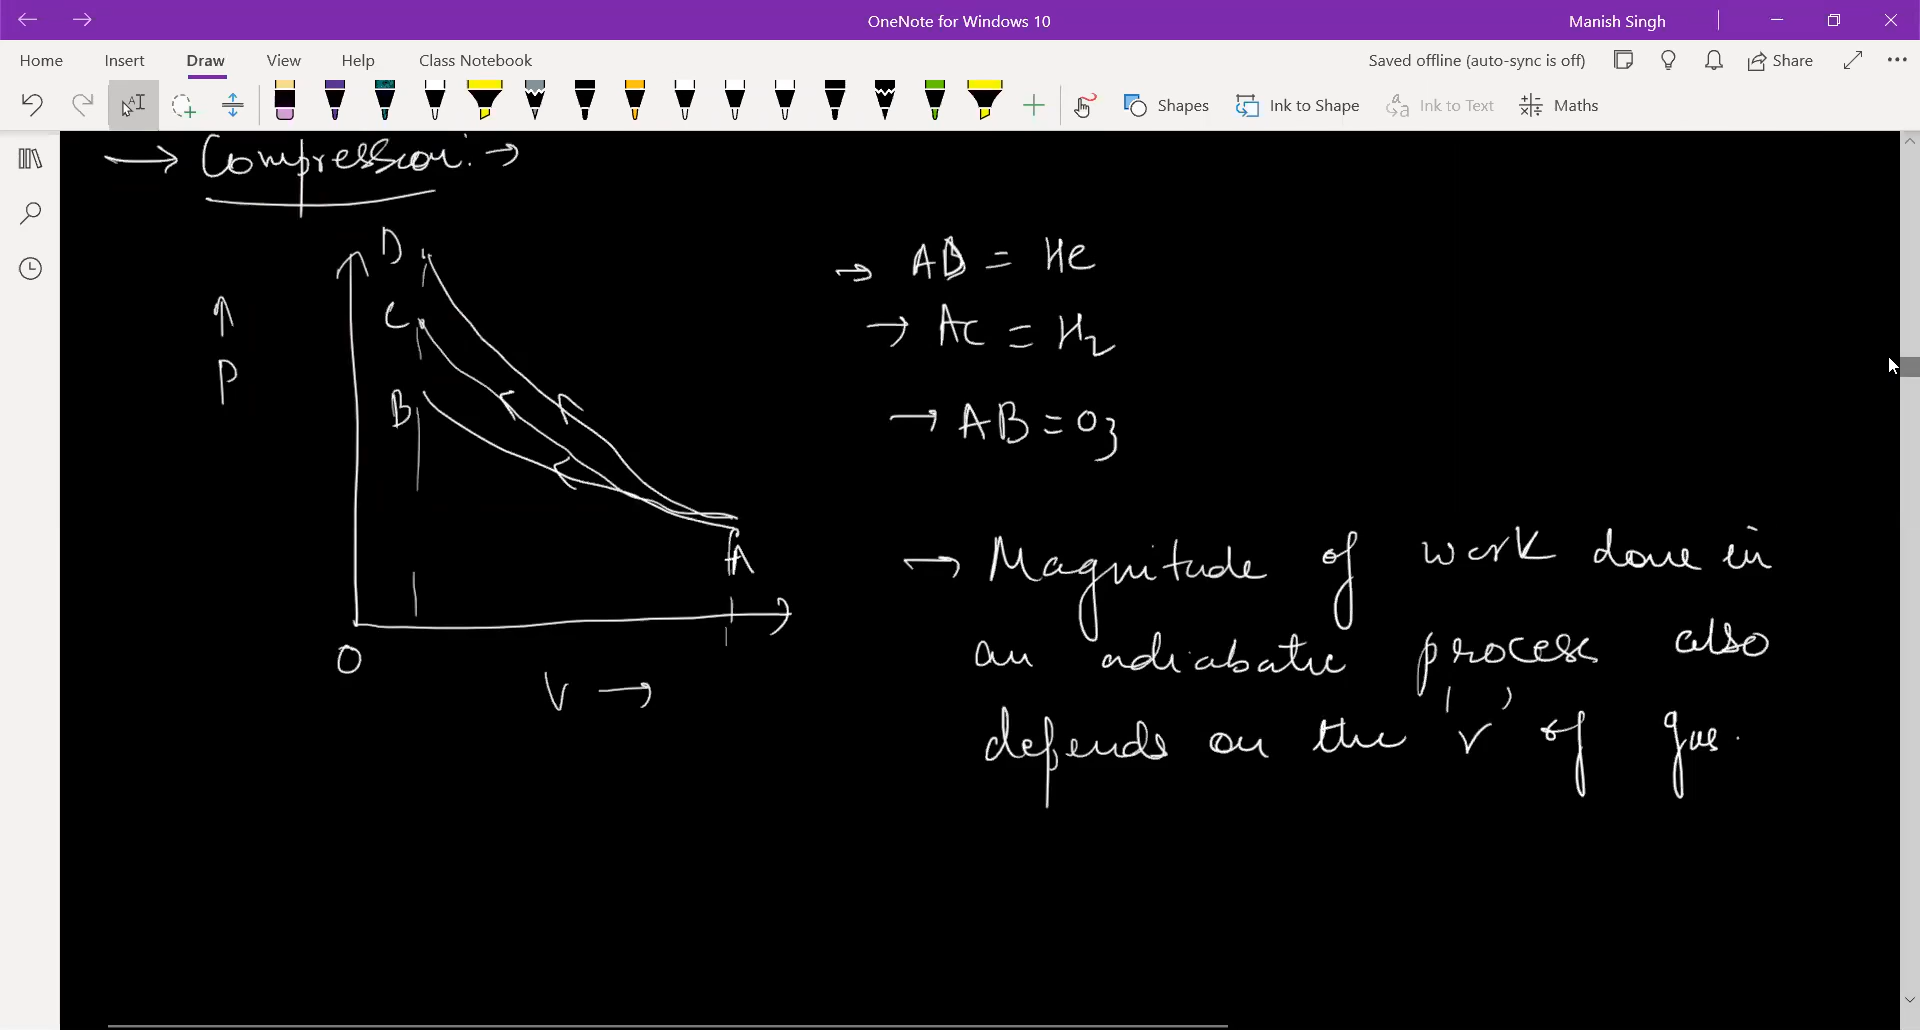 OneNote for Windows 10
Manish Singh
Home Insert Draw View Help Class Notebook
Saved offline (auto-sync is off) Share
Shapes Ink to Shape Ink to Text Maths
→ Compression: →
D
C
B
A
↑
P
O
V →
→ AD = He
→ AC = H2
→ AB = O3
→ Magnitude of work done in
an adiabatic process also
depends on the 'γ' of gas.